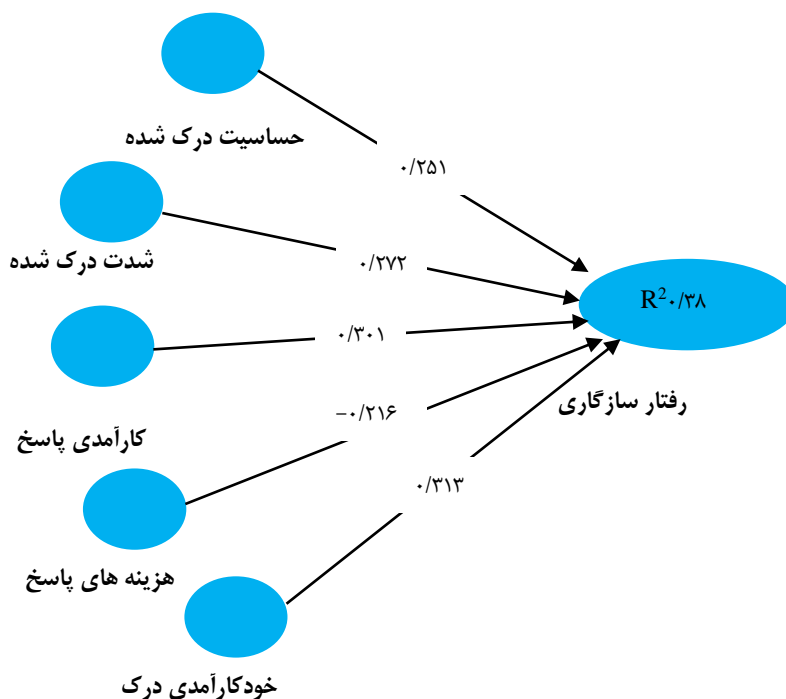 حساسیت درک شده
۰/۲۵۱
شدت درک شده
۰/۲۷۲
R²۰/۳۸
۰/۳۰۱
رفتار سازگاری
کارآمدی پاسخ
–۰/۲۱۶
۰/۳۱۳
هزینه های پاسخ
خودکارآمدی درک